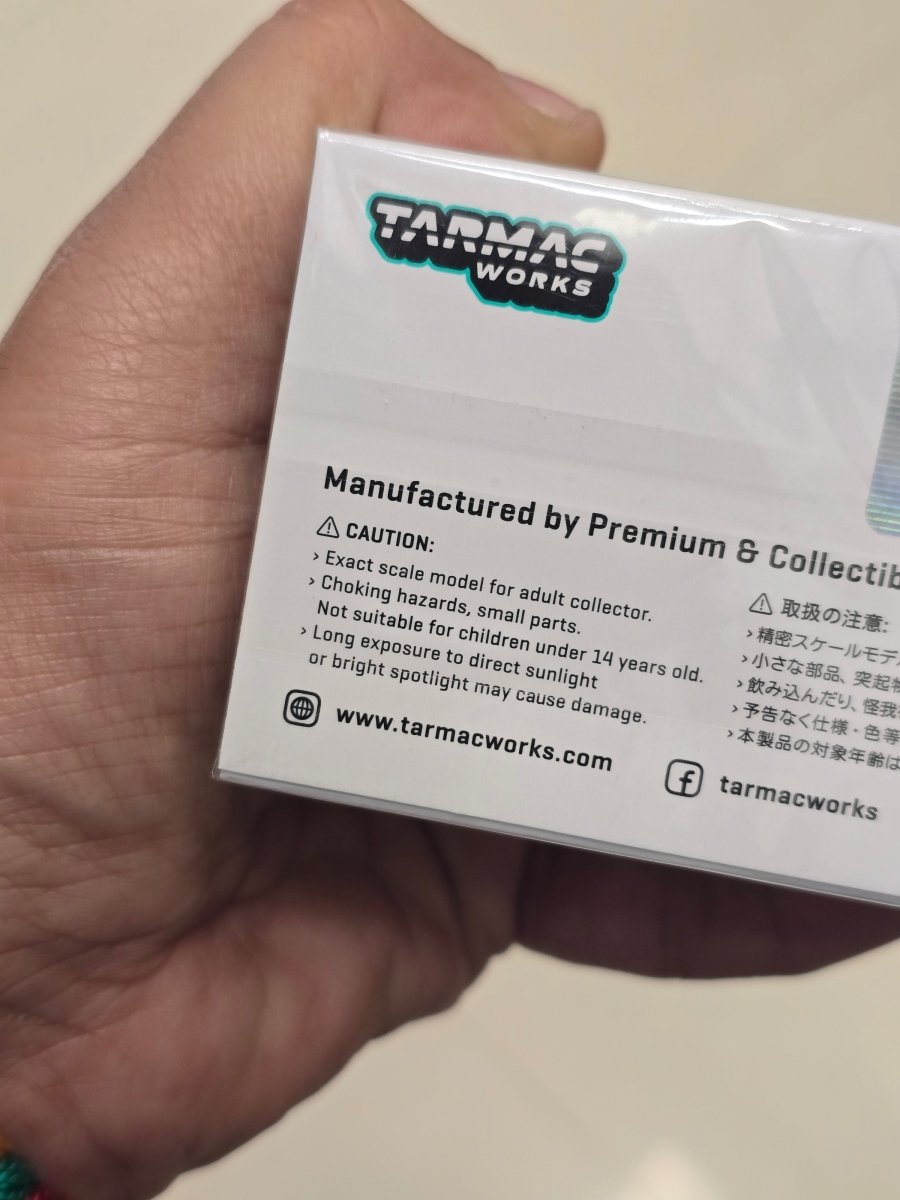 TARMAC
WORKS
Manufactured by Premium & Collectib
CAUTION:
› Exact scale model for adult collector.
› Choking hazards, small parts.
Not suitable for children under 14 years old.
› Long exposure to direct sunlight
or bright spotlight may cause damage.
取扱の注意:
› 精密スケールモデ
› 小さな部品、突起
› 飲み込んだり、怪我
› 予告なく仕様・色等
› 本製品の対象年齢は
www.tarmacworks.com
tarmacworks